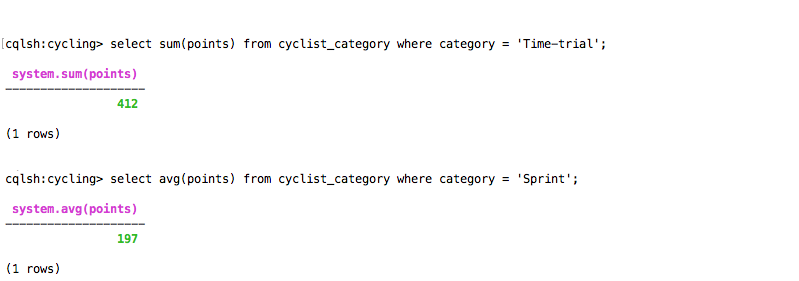 [cqlsh:cycling> select sum(points) from cyclist_category where category = 'Time-trial';
system.sum(points)
--------------------
412
(1 rows)
cqlsh:cycling> select avg(points) from cyclist_category where category = 'Sprint';
system.avg(points)
--------------------
197
(1 rows)